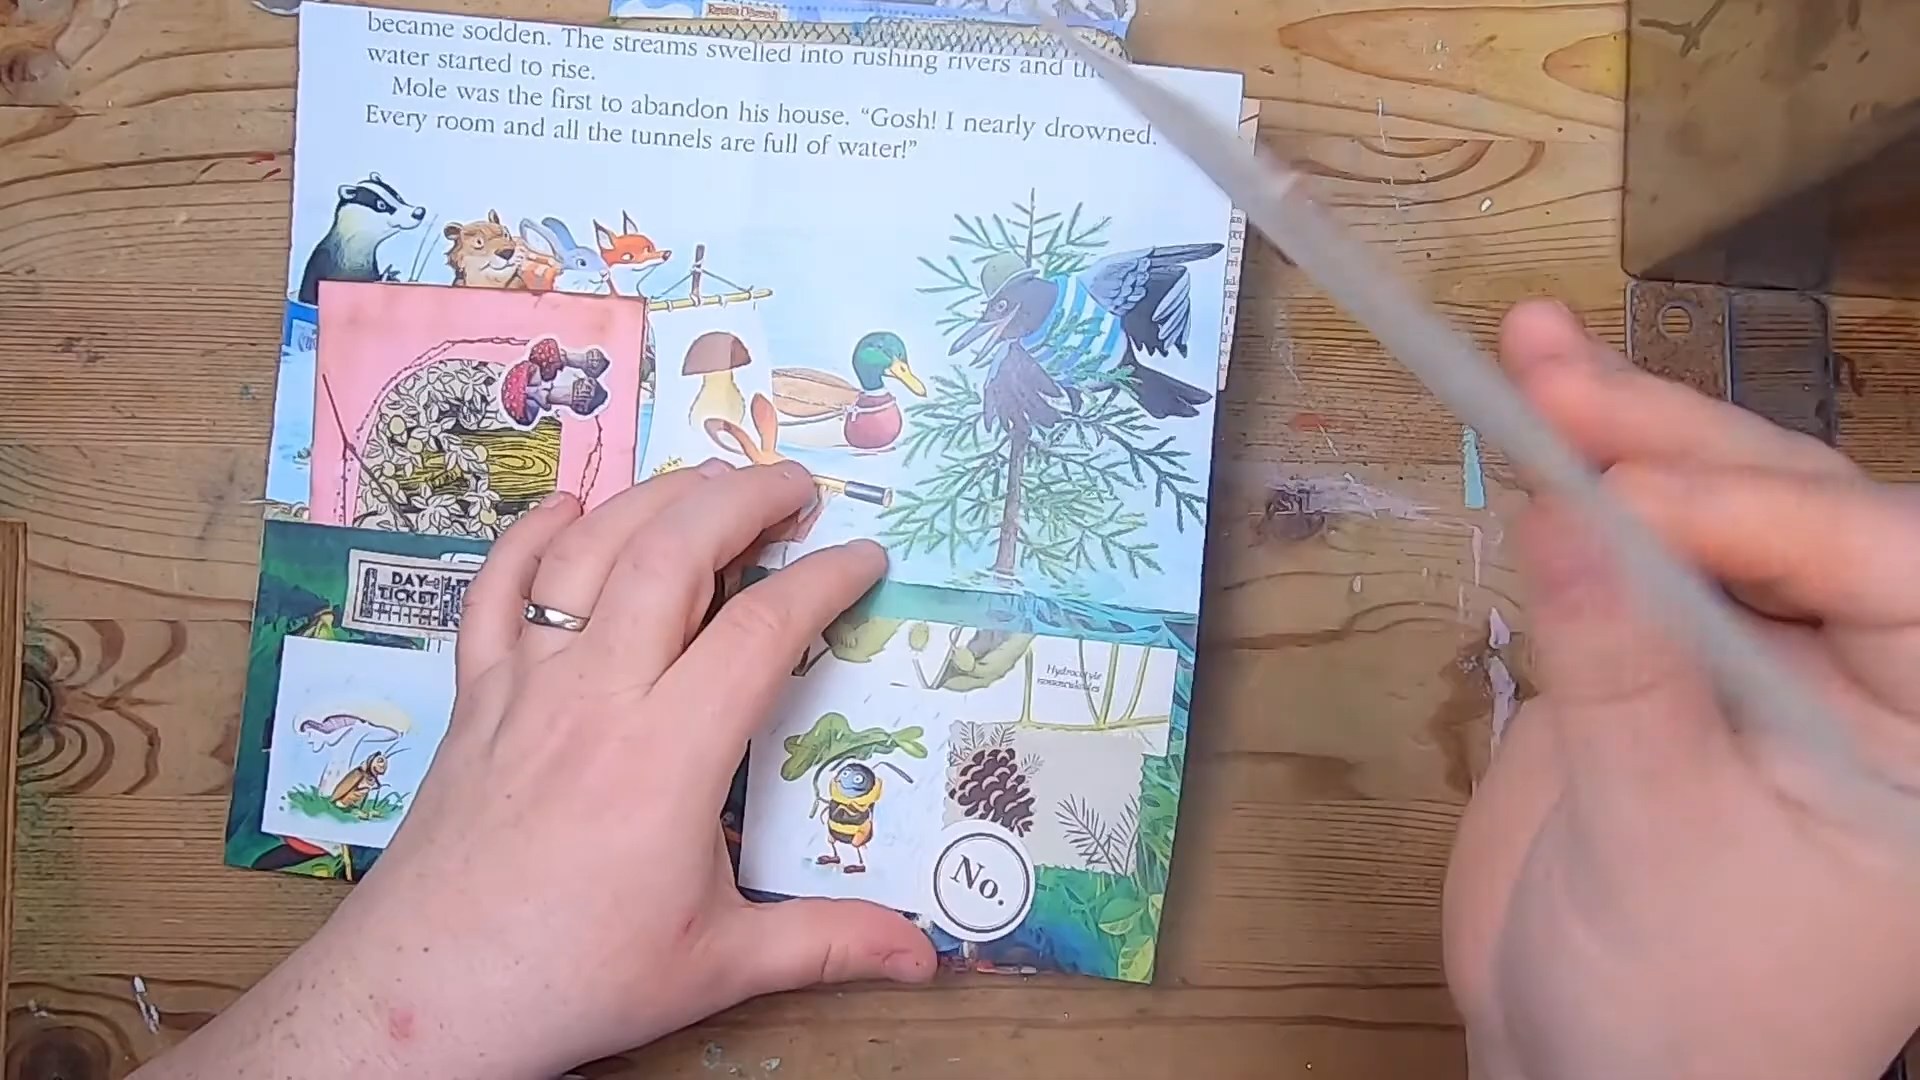 became sodden. The streams swelled into rushing rivers and the
water started to rise.
Mole was the first to abandon his house. “Gosh! I nearly drowned.
Every room and all the tunnels are full of water!”
DAY
TICKET
No.